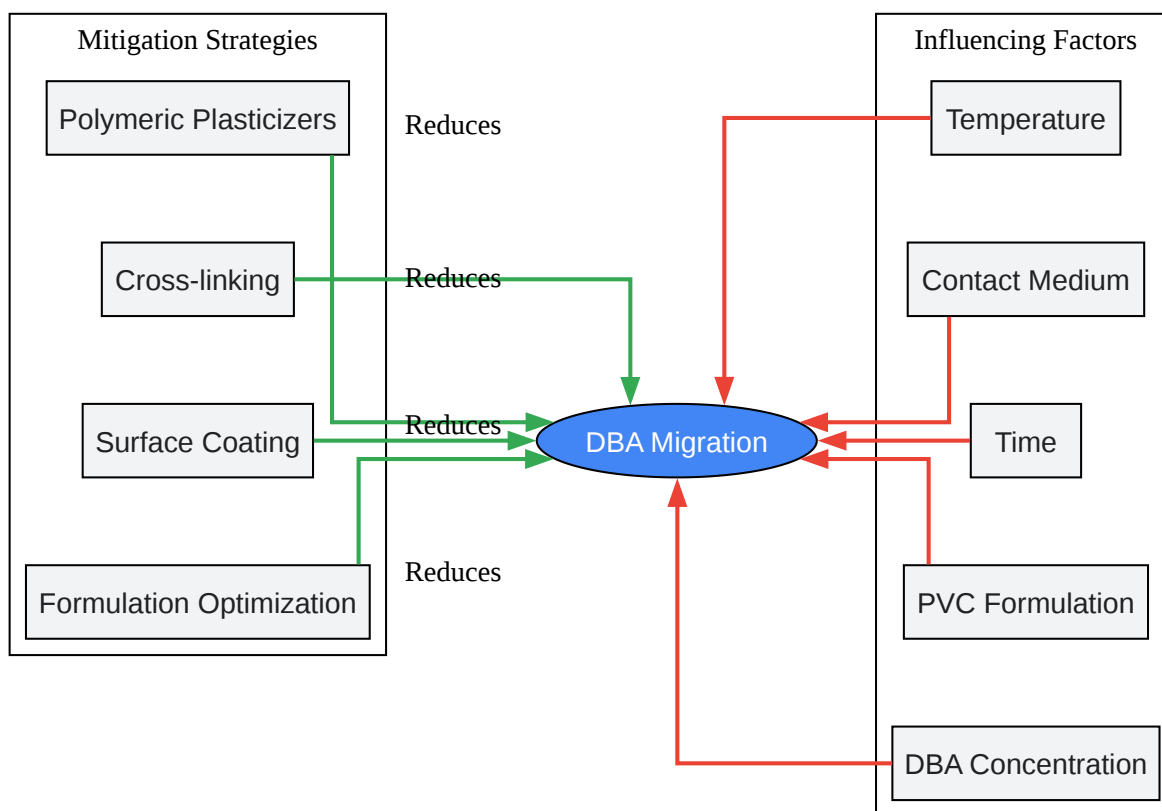 Mitigation Strategies
Polymeric Plasticizers
Cross-linking
Surface Coating
Formulation Optimization
Reduces
Reduces
Reduces
Reduces
DBA Migration
Influencing Factors
Temperature
Contact Medium
Time
PVC Formulation
DBA Concentration